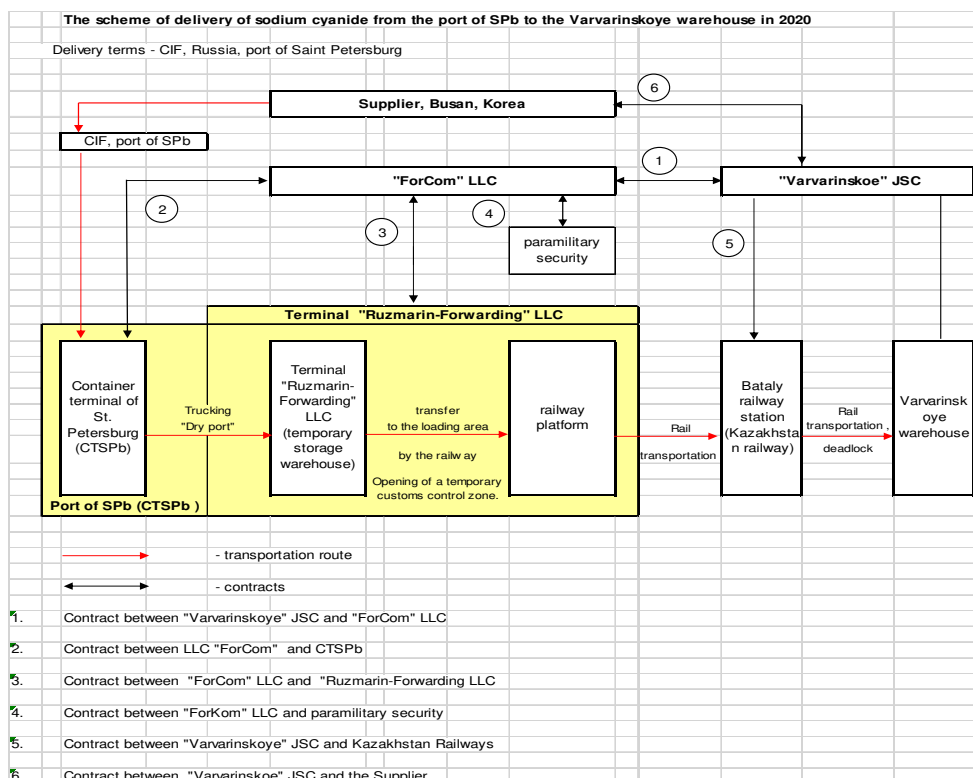 The scheme of delivery of sodium cyanide from the port of SPb to the Varvarinskoye warehouse in 2020
Delivery terms - CIF, Russia, port of Saint Petersburg
6
Supplier, Busan, Korea
CIF, port of SPb
1
"ForCom" LLC
"Varvarinskoe" JSC
2
4
3
5
paramilitary
security
Terminal "Ruzmarin-Forwarding" LLC
Container
terminal of
St.
Petersburg
(CTSPb)
Trucking
"Dry port"
Terminal
"Ruzmarin-
Forwarding"
LLC
(temporary
storage
warehouse)
transfer
to the loading area
by the railway
Opening of a temporary
customs control zone.
railway
platform
Rail
transportation
Bataly
railway
station
(Kazakhsta
n railway)
Rail
transportation ,
deadlock
Varvarinsk
oye
warehouse
Port of SPb (CTSPb )
- transportation route
- contracts
1. Contract between "Varvarinskoye" JSC and "ForCom" LLC
2. Contract between LLC "ForCom" and CTSPb
3. Contract between "ForCom" LLC and "Ruzmarin-Forwarding LLC
4. Contract between "ForKom" LLC and paramilitary security
5. Contract between "Varvarinskoye" JSC and Kazakhstan Railways
6. Contract between "Varvarinskoe" JSC and the Supplier